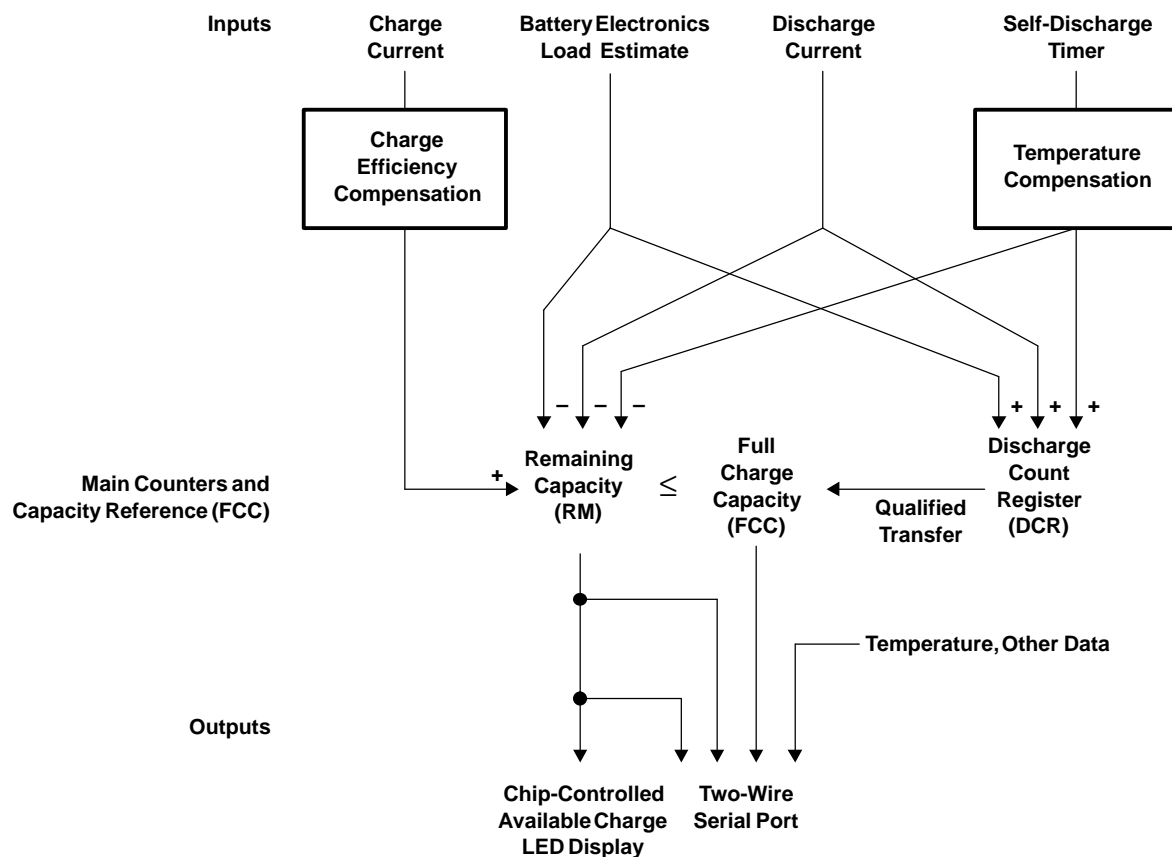 Inputs
Charge
Current
Battery Electronics
Load Estimate
Discharge
Current
Self-Discharge
Timer
Charge
Efficiency
Compensation
Temperature
Compensation
– – –
+ + +
Main Counters and
Capacity Reference (FCC)
+
Remaining
Capacity
(RM)
≤
Full
Charge
Capacity
(FCC)
Qualified
Transfer
Discharge
Count
Register
(DCR)
Temperature, Other Data
Outputs
Chip-Controlled
Available Charge
LED Display
Two-Wire
Serial Port